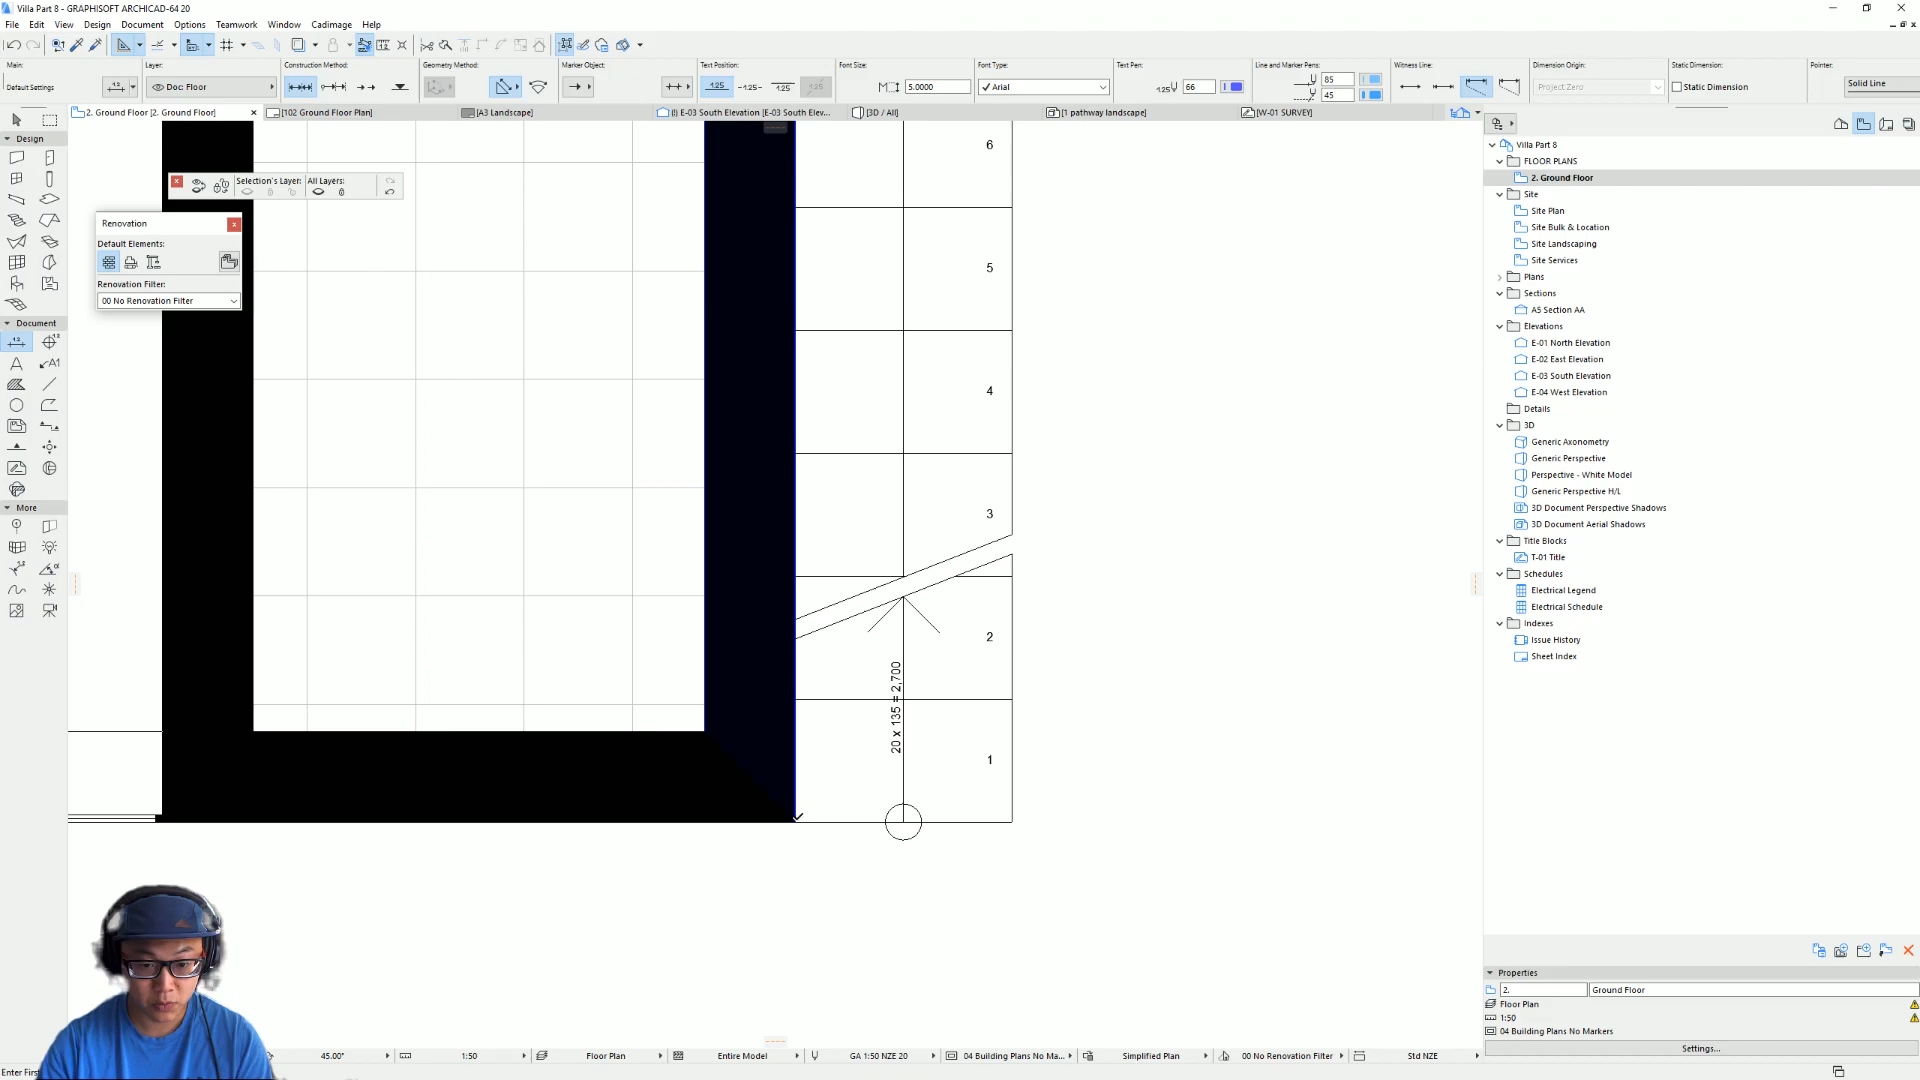 Villa Part 8 - GRAPHISOFT ARCHICAD-64 20
File Edit View Design Document Options Teamwork Window Cadimage Help
Main: Layer: Construction Method: Geometry Method: Marker Object: Text Position: Font Size: Font Type: Text Pen: Line and Marker Pens: Witness Line: Dimension Origin: Static Dimension: Pointer:
Default Settings Doc: Floor 5.0000 Arial 66 85 45 Project Zero Static Dimension Solid Line
2. Ground Floor [2. Ground Floor] [102 Ground Floor Plan] [A3 Landscape] (!) E-03 South Elevation [E-03 South Elev... [3D / All] [1 pathway landscape] [W-01 SURVEY]
Design
Document
More
Selection's Layer: All Layers:
Renovation
Default Elements:
Renovation Filter:
00 No Renovation Filter
6
5
4
3
2
1
20 x 135 = 2,700
Villa Part 8
FLOOR PLANS
2. Ground Floor
Site
Site Plan
Site Bulk & Location
Site Landscaping
Site Services
Plans
Sections
A5 Section AA
Elevations
E-01 North Elevation
E-02 East Elevation
E-03 South Elevation
E-04 West Elevation
Details
3D
Generic Axonometry
Generic Perspective
Perspective - White Model
Generic Perspective H/L
3D Document Perspective Shadows
3D Document Aerial Shadows
Title Blocks
T-01 Title
Schedules
Electrical Legend
Electrical Schedule
Indexes
Issue History
Sheet Index
Properties
2. Ground Floor
Floor Plan
1:50
04 Building Plans No Markers
Settings...
45.00° 1:50 Floor Plan Entire Model GA 1:50 NZE 20 04 Building Plans No Ma... Simplified Plan 00 No Renovation Filter Std NZE
Enter Firs